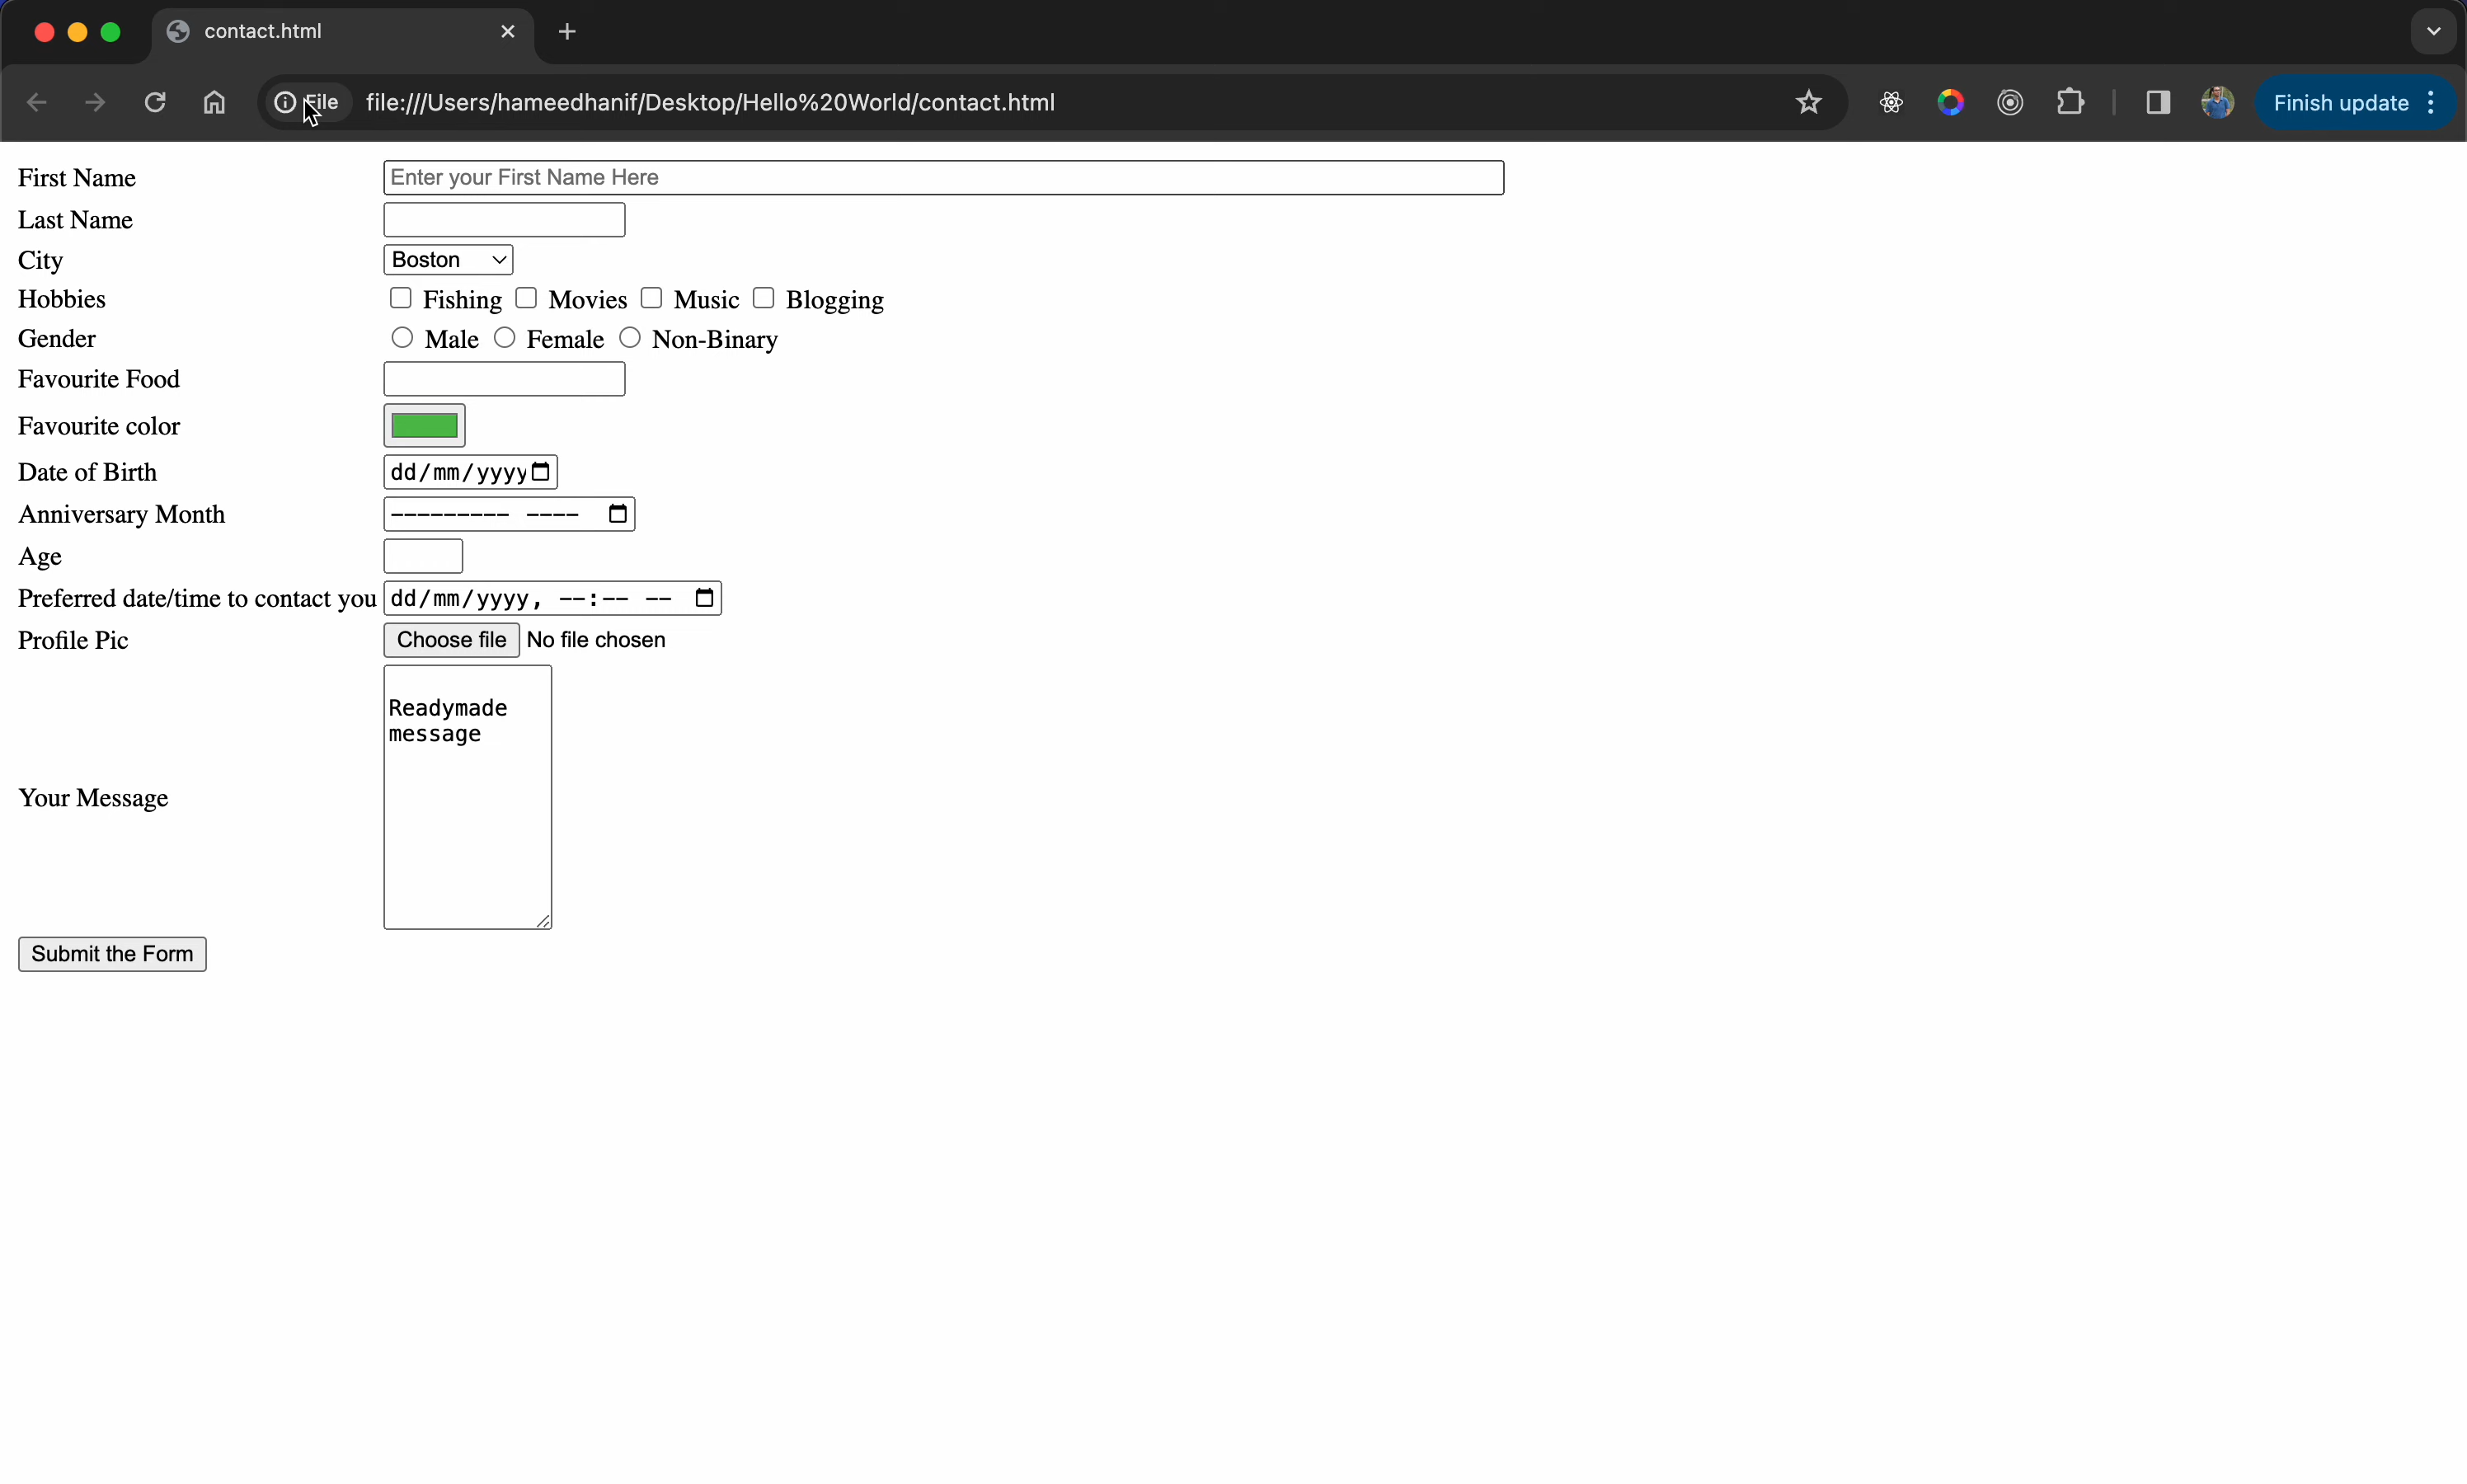 contact.html
File file:///Users/hameedhanif/Desktop/Hello%20World/contact.html Finish update
First Name Enter your First Name Here
Last Name
City Boston
Hobbies Fishing Movies Music Blogging
Gender Male Female Non-Binary
Favourite Food
Favourite color
Date of Birth dd/mm/yyyy
Anniversary Month --------- ----
Age
Preferred date/time to contact you dd/mm/yyyy, --:-- --
Profile Pic Choose file No file chosen
Readymade
message
Your Message
Submit the Form